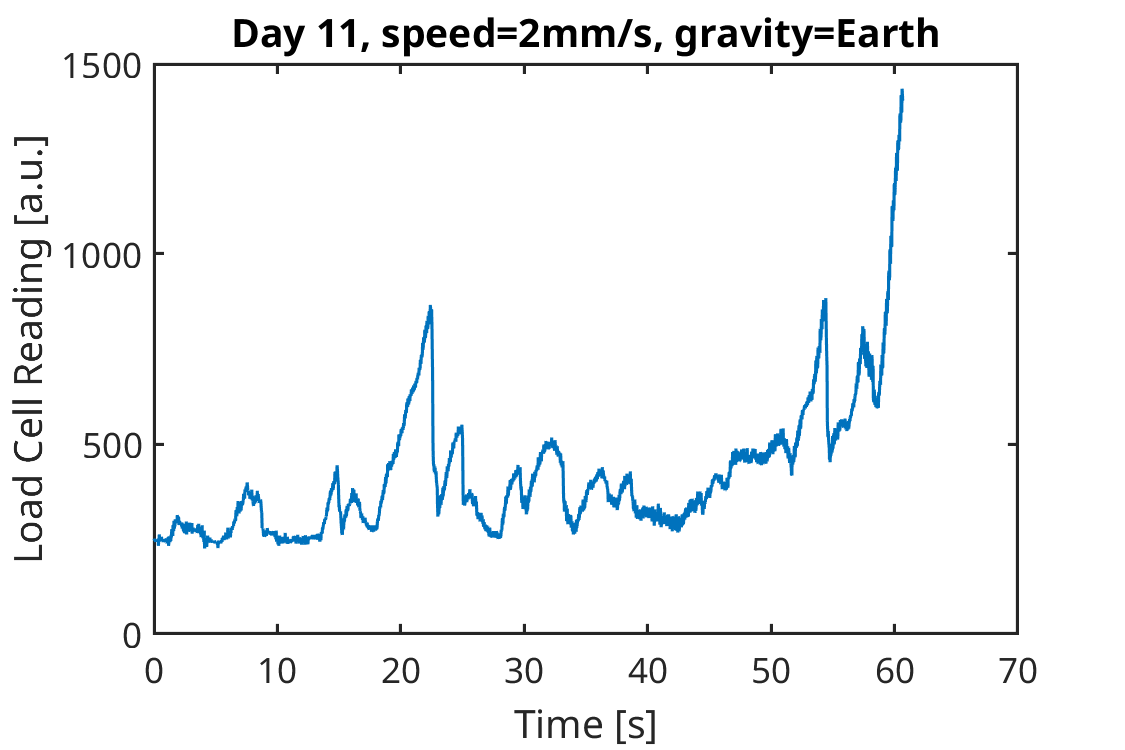 Day 11, speed=2mm/s, gravity=Earth
Load Cell Reading [a.u.]
1500
1000
500
0
0 10 20 30 40 50 60 70
Time [s]